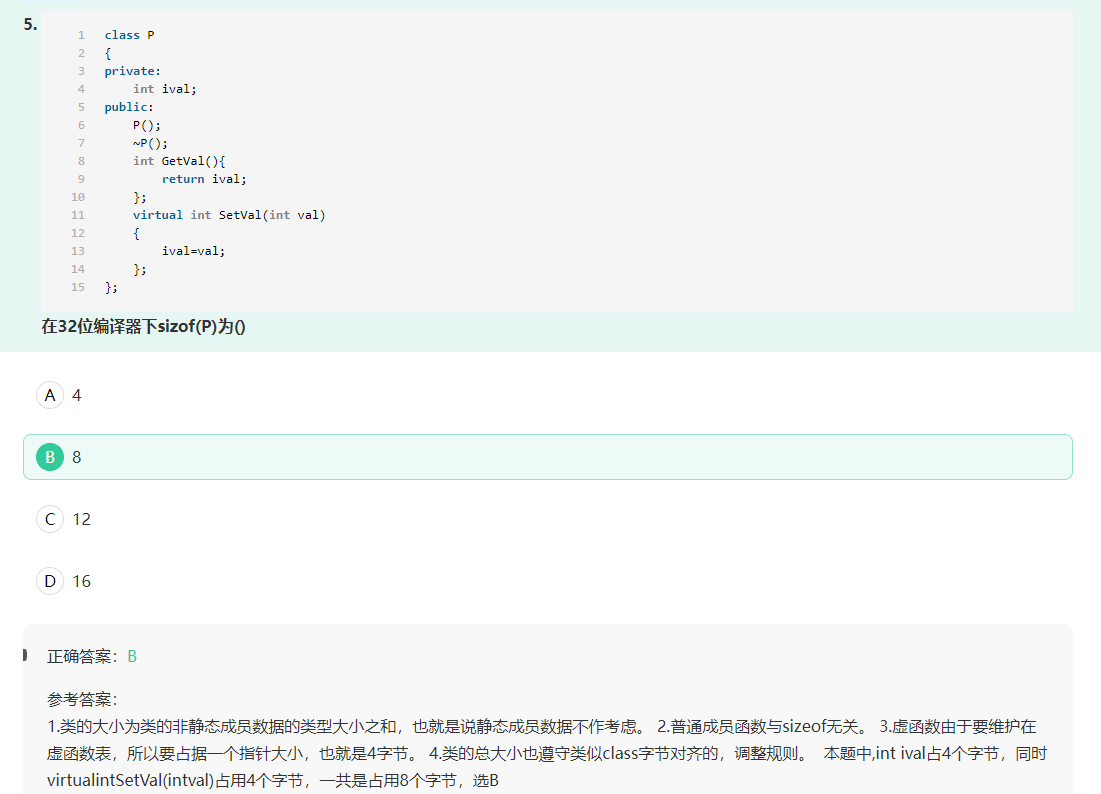 5.
1 class P
2 {
3 private:
4     int ival;
5 public:
6     P();
7     ~P();
8     int GetVal(){
9         return ival;
10     };
11     virtual int SetVal(int val)
12     {
13         ival=val;
14     };
15 };
在32位编译器下sizof(P)为()
A 4
B 8
C 12
D 16
正确答案：B
参考答案：
1.类的大小为类的非静态成员数据的类型大小之和，也就是说静态成员数据不作考虑。 2.普通成员函数与sizeof无关。 3.虚函数由于要维护在
虚函数表，所以要占据一个指针大小，也就是4字节。 4.类的总大小也遵守类似class字节对齐的，调整规则。 本题中,int ival占4个字节，同时
virtualintSetVal(intval)占用4个字节，一共是占用8个字节，选B